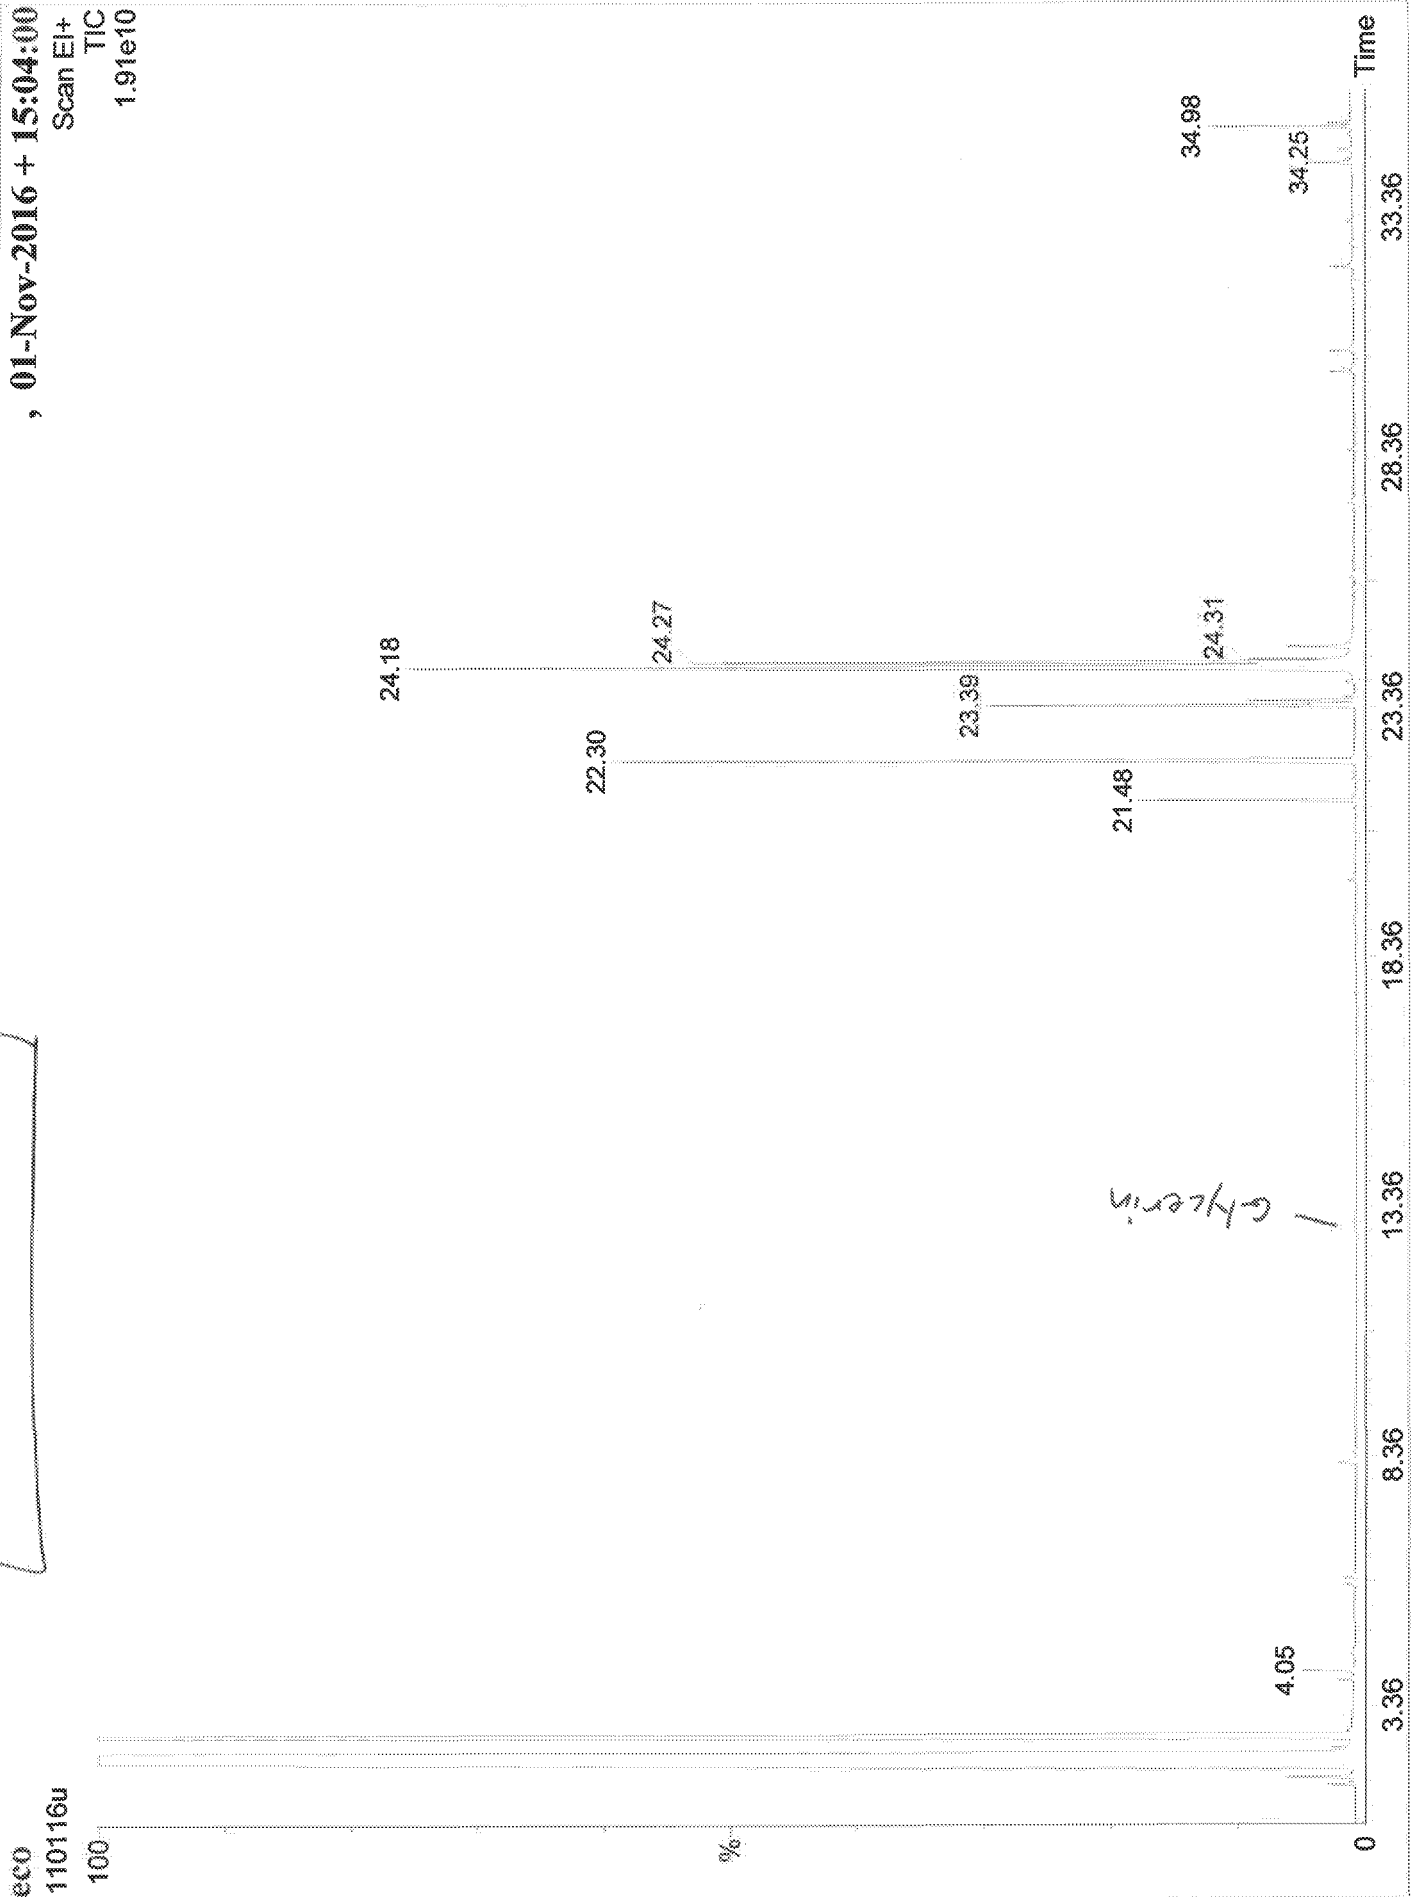 eco
, 01-Nov-2016 + 15:04:00
110116u
Scan EI+
TIC
1.91e10
100
%
0
24.18
22.30
24.27
23.39
24.31
21.48
34.98
34.25
4.05
Glycerin
3.36
8.36
13.36
18.36
23.36
28.36
33.36
Time